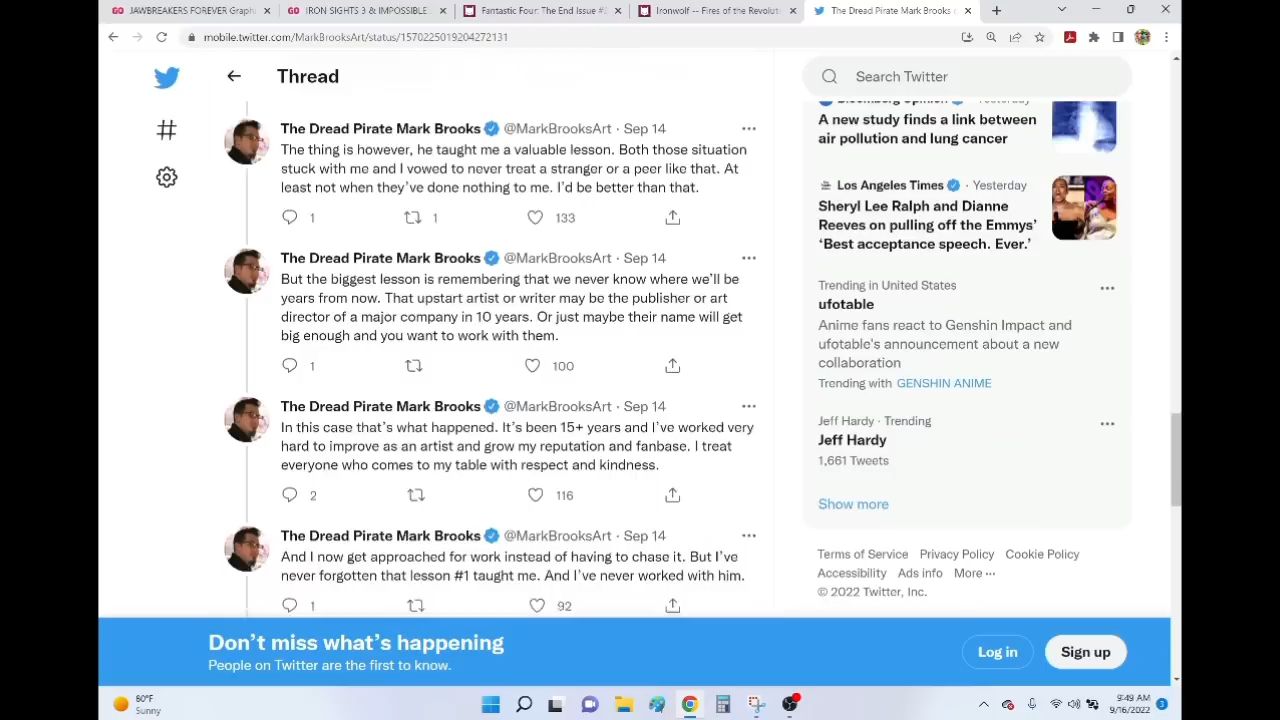 JAWBREAKERS FOREVER Graph
IRON SIGHTS 3 & IMPOSSIBLE
Fantastic Four: The End Issue #
Ironwolf -- Fires of the Revolut
The Dread Pirate Mark Brooks
mobile.twitter.com/MarkBrooksArt/status/1570225019204272131
Thread
Search Twitter
The Dread Pirate Mark Brooks @MarkBrooksArt · Sep 14
The thing is however, he taught me a valuable lesson. Both those situation
stuck with me and I vowed to never treat a stranger or a peer like that. At
least not when they've done nothing to me. I'd be better than that.
1 1 133
The Dread Pirate Mark Brooks @MarkBrooksArt · Sep 14
But the biggest lesson is remembering that we never know where we'll be
years from now. That upstart artist or writer may be the publisher or art
director of a major company in 10 years. Or just maybe their name will get
big enough and you want to work with them.
1 100
The Dread Pirate Mark Brooks @MarkBrooksArt · Sep 14
In this case that's what happened. It's been 15+ years and I've worked very
hard to improve as an artist and grow my reputation and fanbase. I treat
everyone who comes to my table with respect and kindness.
2 116
The Dread Pirate Mark Brooks @MarkBrooksArt · Sep 14
And I now get approached for work instead of having to chase it. But I've
never forgotten that lesson #1 taught me. And I've never worked with him.
1 92
Bloomberg Opinion · Yesterday
A new study finds a link between
air pollution and lung cancer
Los Angeles Times · Yesterday
Sheryl Lee Ralph and Dianne
Reeves on pulling off the Emmys'
'Best acceptance speech. Ever.'
Trending in United States
ufotable
Anime fans react to Genshin Impact and
ufotable's announcement about a new
collaboration
Trending with GENSHIN ANIME
Jeff Hardy · Trending
Jeff Hardy
1,661 Tweets
Show more
Terms of Service Privacy Policy Cookie Policy
Accessibility Ads info More ···
© 2022 Twitter, Inc.
Don't miss what's happening
People on Twitter are the first to know.
Log in
Sign up
60°F
Sunny
9:49 AM
9/16/2022
3